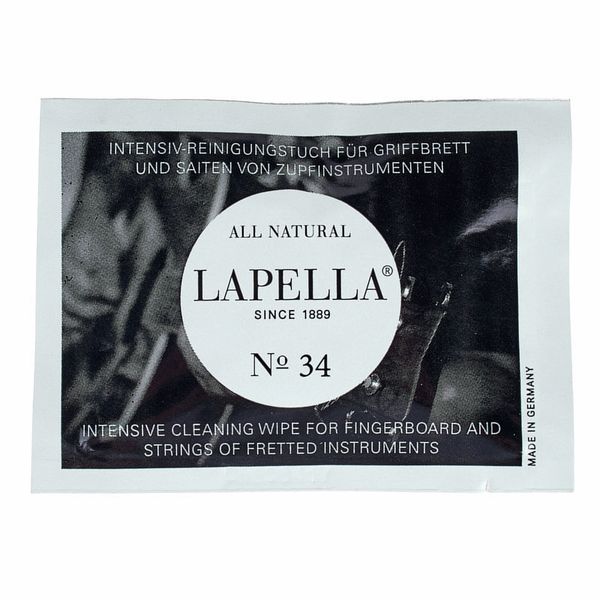 INTENSIV-REINIGUNGSTUCH FÜR GRIFFBRETT
UND SAITEN VON ZUPFINSTRUMENTEN
ALL NATURAL
LAPELLA®
SINCE 1889
Nº 34
INTENSIVE CLEANING WIPE FOR FINGERBOARD AND
STRINGS OF FRETTED INSTRUMENTS
MADE IN GERMANY